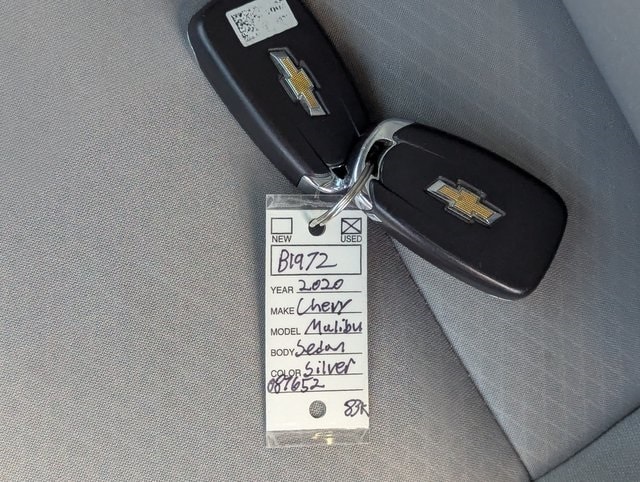 NEW USED
B1972
YEAR 2020
MAKE Chevy
MODEL Malibu
BODY Sedan
COLOR Silver
087652
83K